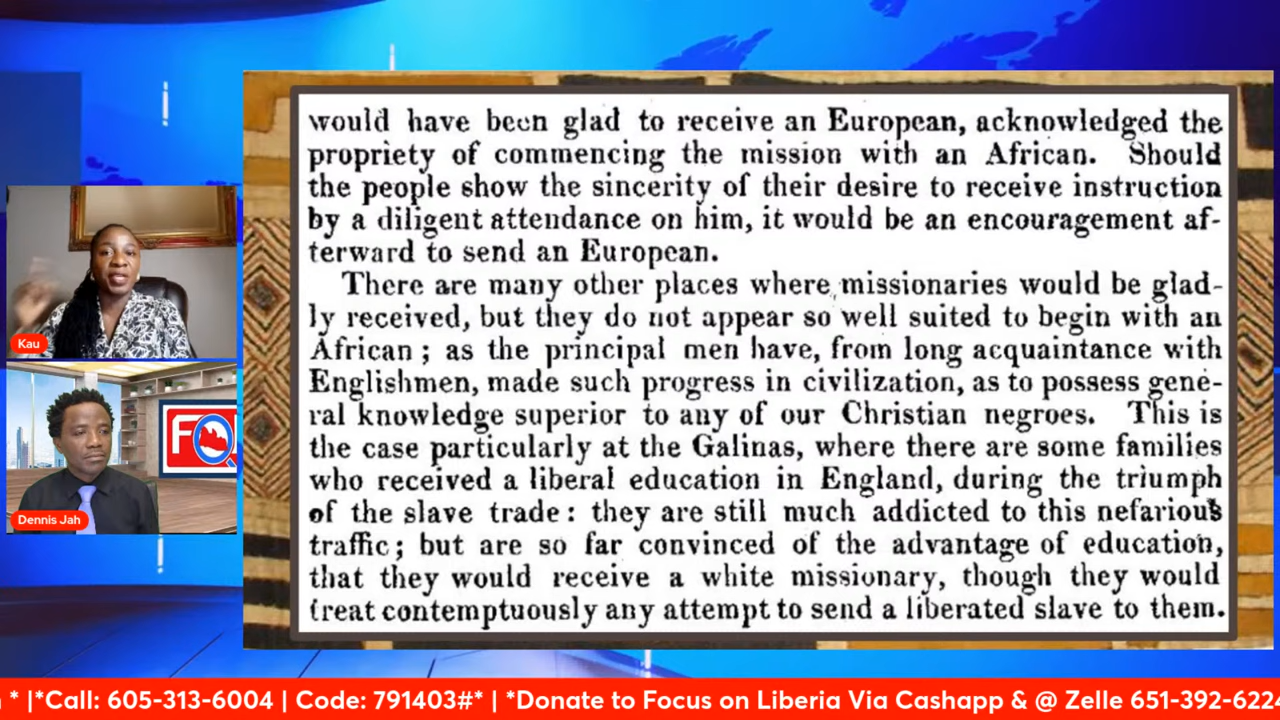 would have been glad to receive an European, acknowledged the
propriety of commencing the mission with an African. Should
the people show the sincerity of their desire to receive instruction
by a diligent attendance on him, it would be an encouragement af-
terward to send an European.
There are many other places where missionaries would be glad-
ly received, but they do not appear so well suited to begin with an
African; as the principal men have, from long acquaintance with
Englishmen, made such progress in civilization, as to possess gene-
ral knowledge superior to any of our Christian negroes. This is
the case particularly at the Galinas, where there are some families
who received a liberal education in England, during the triumph
of the slave trade: they are still much addicted to this nefarious
traffic; but are so far convinced of the advantage of education,
that they would receive a white missionary, though they would
treat contemptuously any attempt to send a liberated slave to them.
Kau
FOL
Dennis Jah
* |*Call: 605-313-6004 | Code: 791403#* | *Donate to Focus on Liberia Via Cashapp & @ Zelle 651-392-622